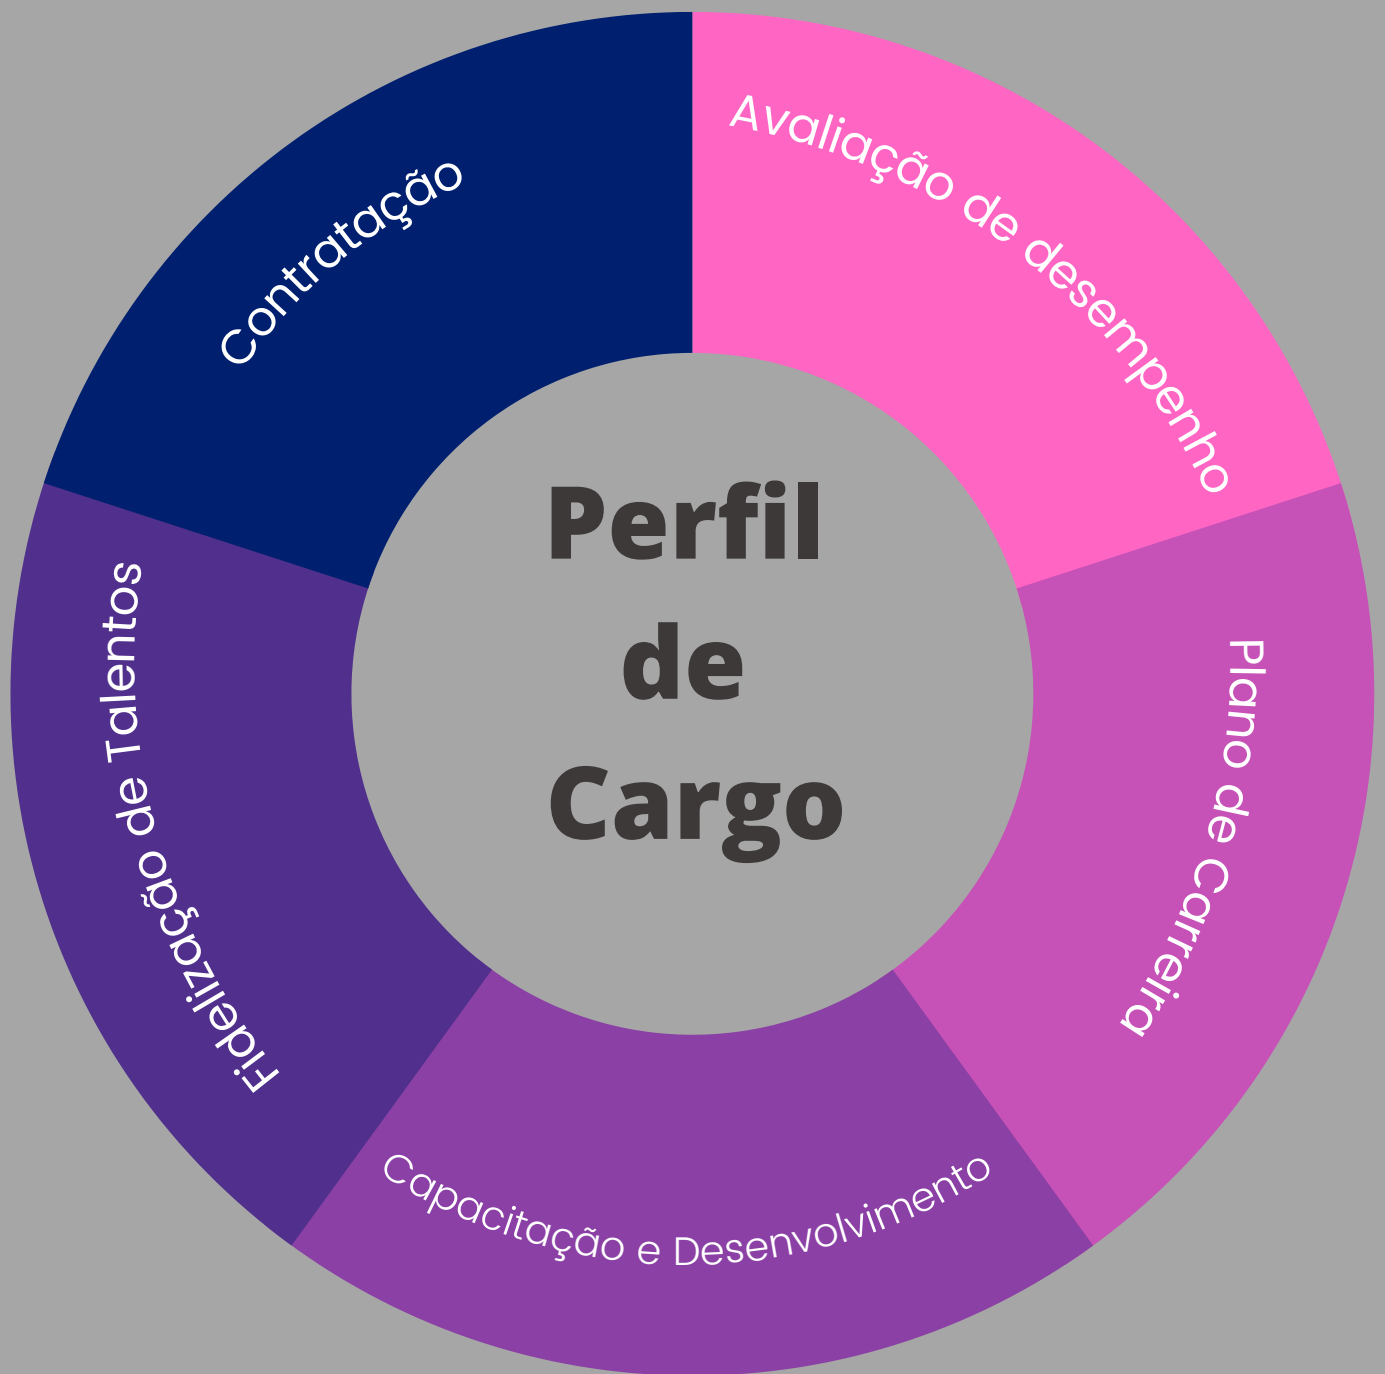 Contratação
Avaliação de desempenho
Perfil
de
Cargo
Plano de Carreira
Fidelização de Talentos
Capacitação e Desenvolvimento